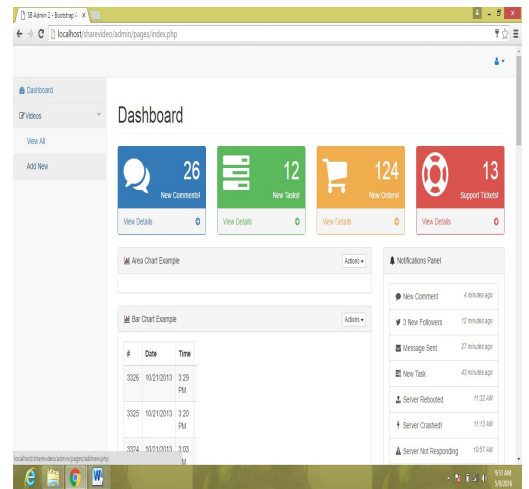 SB Admin 2 - Bootstrap A
localhost/sharevideo/admin/pages/index.php
Dashboard
Videos
View All
Add New
Dashboard
26
New Comments!
View Details
12
New Tasks!
View Details
124
New Orders!
View Details
13
Support Tickets!
View Details
Area Chart Example
Actions
Bar Chart Example
Actions
# Date Time
3326 10/21/2013 3:29 PM
3325 10/21/2013 3:20 PM
3324 10/21/2013 3:03
Notifications Panel
New Comment 4 minutes ago
3 New Followers 12 minutes ago
Message Sent 27 minutes ago
New Task 43 minutes ago
Server Rebooted 11:32 AM
Server Crashed! 11:13 AM
Server Not Responding 10:57 AM
localhost/sharevideo/admin/pages/addnew.php
9:51 AM
5/9/2016